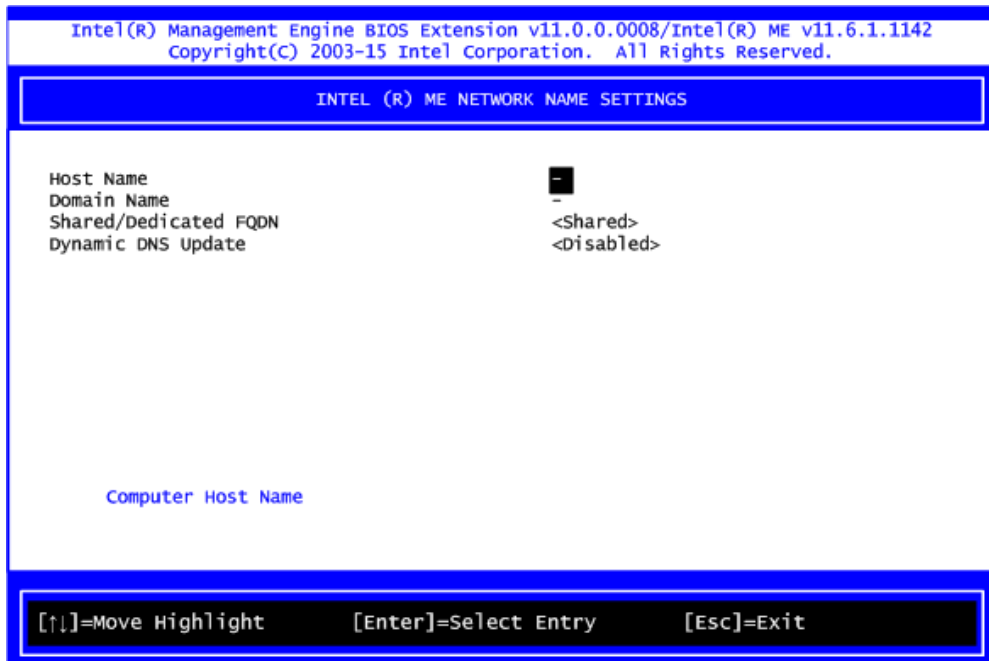 Intel(R) Management Engine BIOS Extension v11.0.0.0008/Intel(R) ME v11.6.1.1142
Copyright(C) 2003-15 Intel Corporation. All Rights Reserved.
INTEL (R) ME NETWORK NAME SETTINGS
Host Name -
Domain Name -
Shared/Dedicated FQDN <Shared>
Dynamic DNS Update <Disabled>
Computer Host Name
[↑↓]=Move Highlight [Enter]=Select Entry [Esc]=Exit